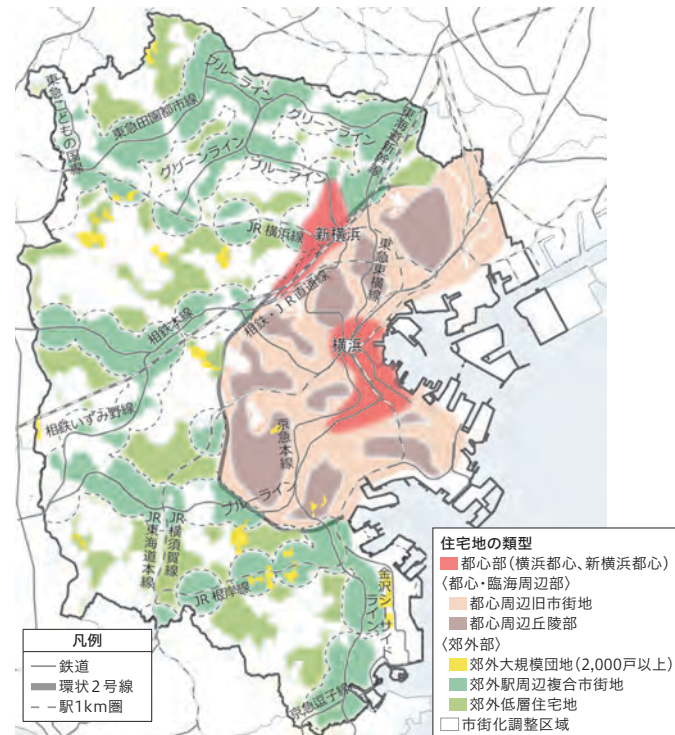 ブルーライン
東急こどもの国線
東急田園都市線
グリーンライン
東海道新幹線
グリーンライン
ブルーライン
JR 横浜線
新横浜
東急東横線
相鉄・JR直通線
相鉄本線
横浜
相鉄いずみ野線
京急本線
ブルーライン
JR東海道本線
JR横須賀線
JR 根岸線
金沢シーサイドライン
京急逗子線
凡例
鉄道
環状2号線
駅1km圏
住宅地の類型
都心部(横浜都心、新横浜都心)
〈都心・臨海周辺部〉
都心周辺旧市街地
都心周辺丘陵部
〈郊外部〉
郊外大規模団地(2,000戸以上)
郊外駅周辺複合市街地
郊外低層住宅地
市街化調整区域